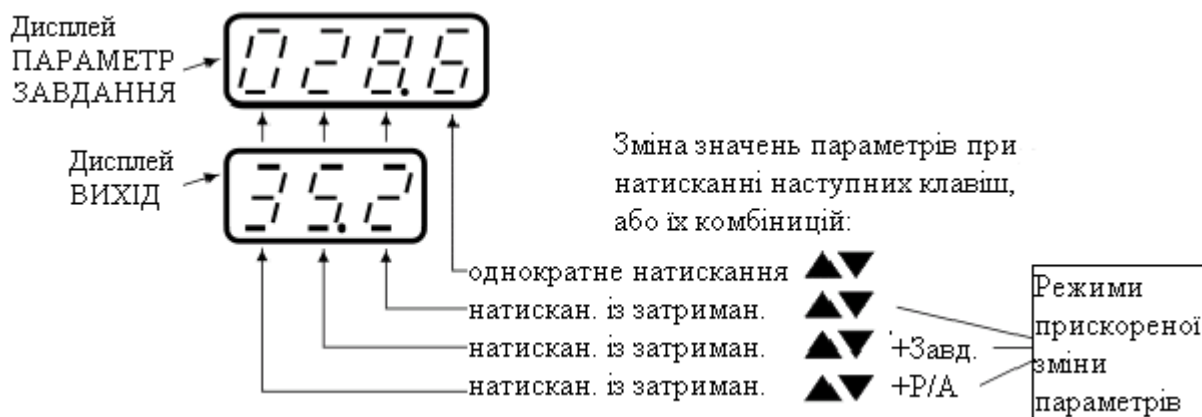 Дисплей
ПАРАМЕТР
ЗАВДАННЯ
028.6
Дисплей
ВИХІД
35.2
Зміна значень параметрів при
натисканні наступних клавіш,
або їх комбиницій:
однократне натискання ▲▼
натискан. із затриман. ▲▼
натискан. із затриман. ▲▼ +Завд.
натискан. із затриман. ▲▼ +Р/А
Режими
прискореної
зміни
параметрів